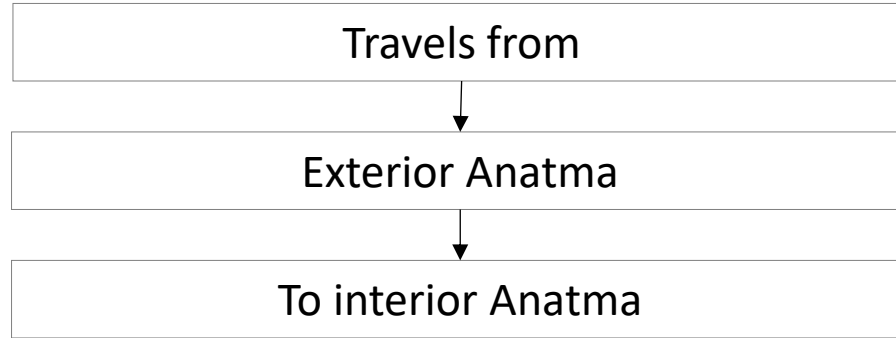 Travels from
Exterior Anatma
To interior Anatma